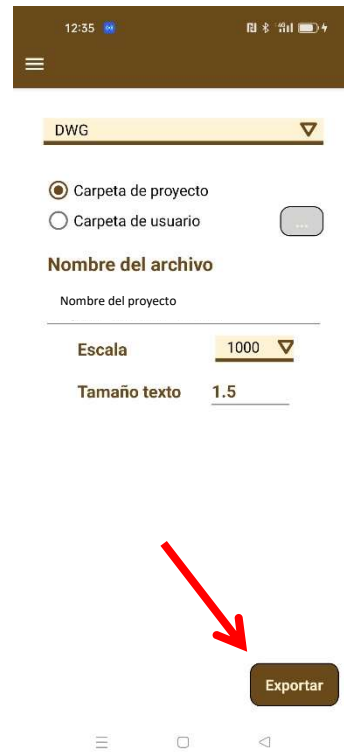 12:35
DWG
Carpeta de proyecto
Carpeta de usuario
...
Nombre del archivo
Nombre del proyecto
Escala 1000
Tamaño texto 1.5
Exportar